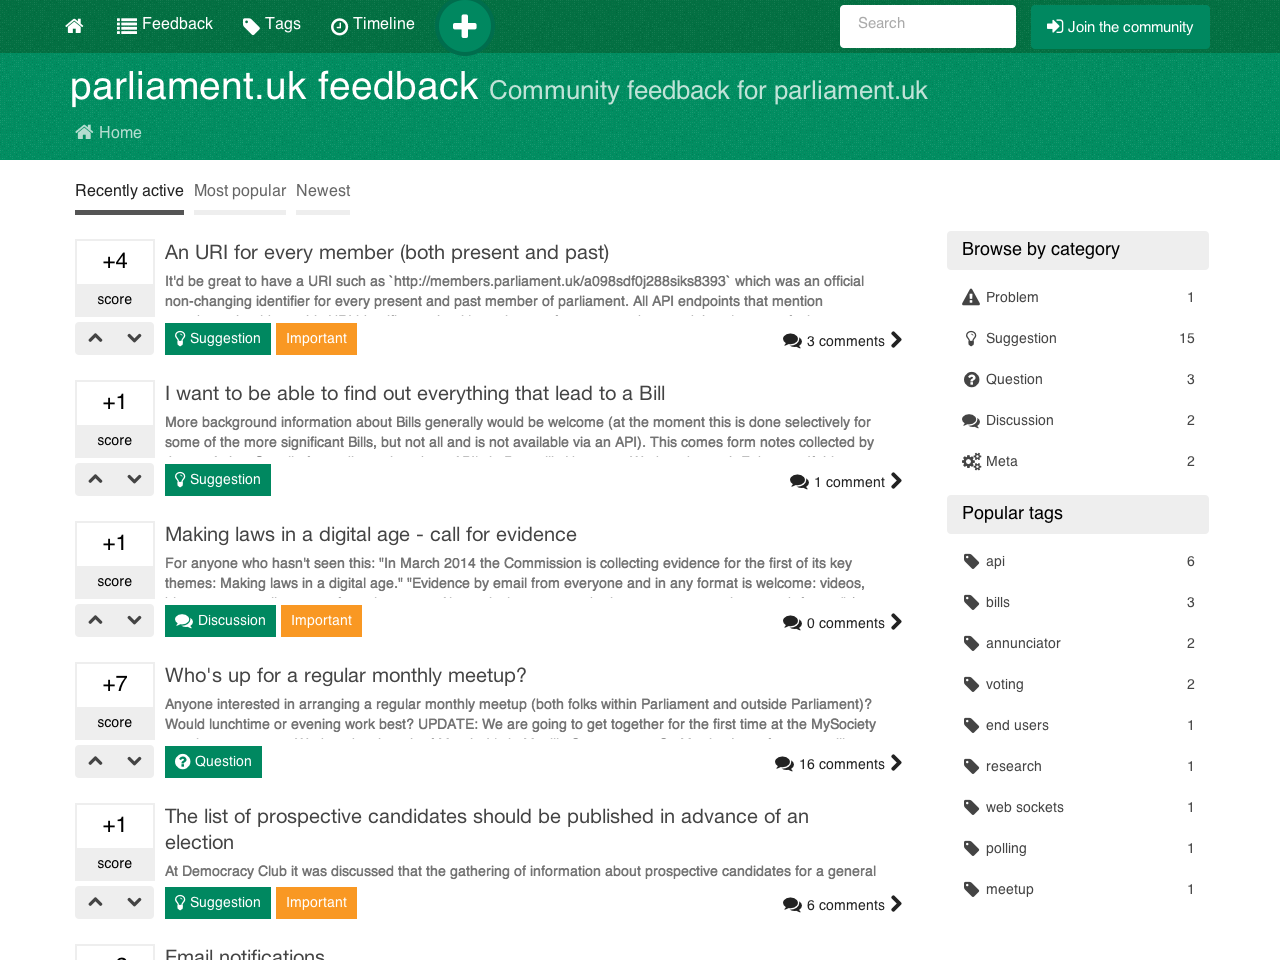 Feedback
Tags
Timeline
Search
Join the community
parliament.uk feedback Community feedback for parliament.uk
Home
Recently active
Most popular
Newest
+4
score
An URI for every member (both present and past)
It'd be great to have a URI such as `http://members.parliament.uk/a098sdf0j288siks8393` which was an official
non-changing identifier for every present and past member of parliament. All API endpoints that mention
Suggestion
Important
3 comments
+1
score
I want to be able to find out everything that lead to a Bill
More background information about Bills generally would be welcome (at the moment this is done selectively for
some of the more significant Bills, but not all and is not available via an API). This comes form notes collected by
Suggestion
1 comment
+1
score
Making laws in a digital age - call for evidence
For anyone who hasn't seen this: "In March 2014 the Commission is collecting evidence for the first of its key
themes: Making laws in a digital age." "Evidence by email from everyone and in any format is welcome: videos,
Discussion
Important
0 comments
+7
score
Who's up for a regular monthly meetup?
Anyone interested in arranging a regular monthly meetup (both folks within Parliament and outside Parliament)?
Would lunchtime or evening work best? UPDATE: We are going to get together for the first time at the MySociety
Question
16 comments
+1
score
The list of prospective candidates should be published in advance of an
election
At Democracy Club it was discussed that the gathering of information about prospective candidates for a general
Suggestion
Important
6 comments
Email notifications
Browse by category
Problem 1
Suggestion 15
Question 3
Discussion 2
Meta 2
Popular tags
api 6
bills 3
annunciator 2
voting 2
end users 1
research 1
web sockets 1
polling 1
meetup 1